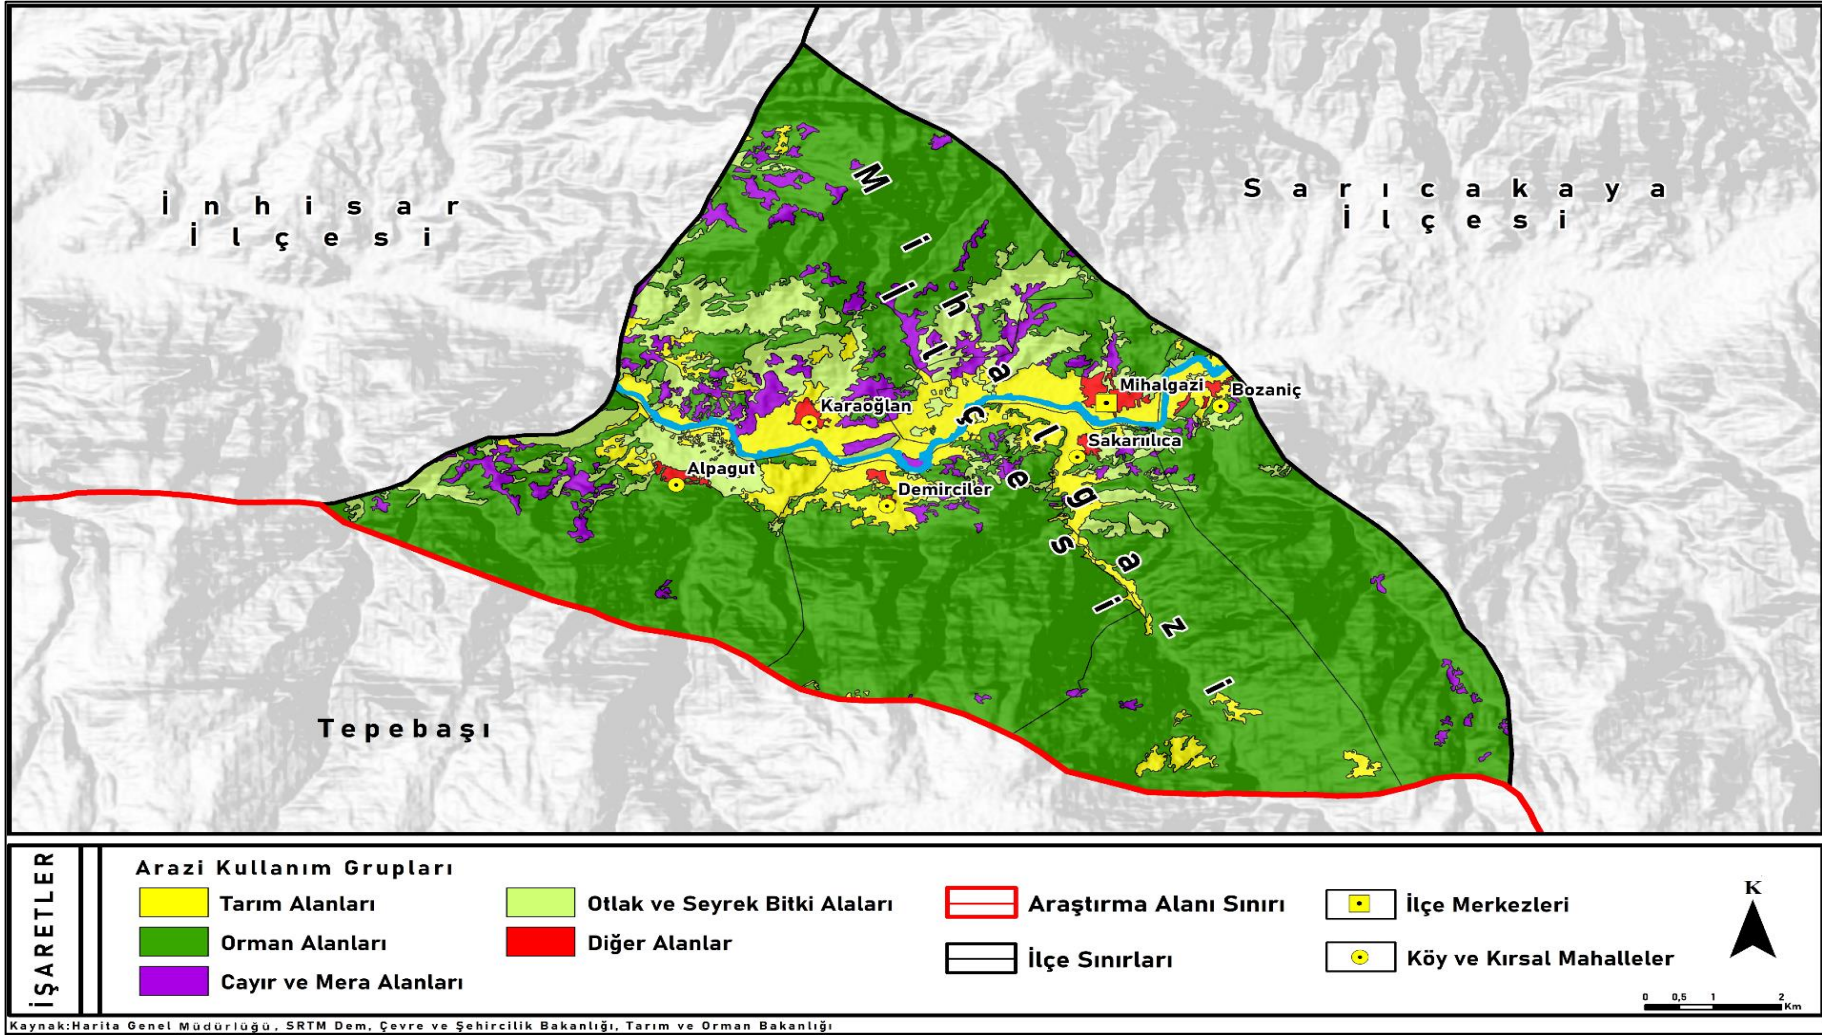 İnhisar
İlçesi
Sarıcakaya
İlçesi
Mihalgazi
İlçesi
Mihalgazi
Bozaniç
Karaoğlan
Sakarıılıca
Alpagut
Demirciler
Tepebaşı
İŞARETLER
Arazi Kullanım Grupları
Tarım Alanları
Orman Alanları
Cayır ve Mera Alanları
Otlak ve Seyrek Bitki Alaları
Diğer Alanlar
Araştırma Alanı Sınırı
İlçe Sınırları
İlçe Merkezleri
Köy ve Kırsal Mahalleler
K
0 0,5 1 2
Km
Kaynak:Harita Genel Müdürlüğü, SRTM Dem, Çevre ve Şehircilik Bakanlığı, Tarım ve Orman Bakanlığı